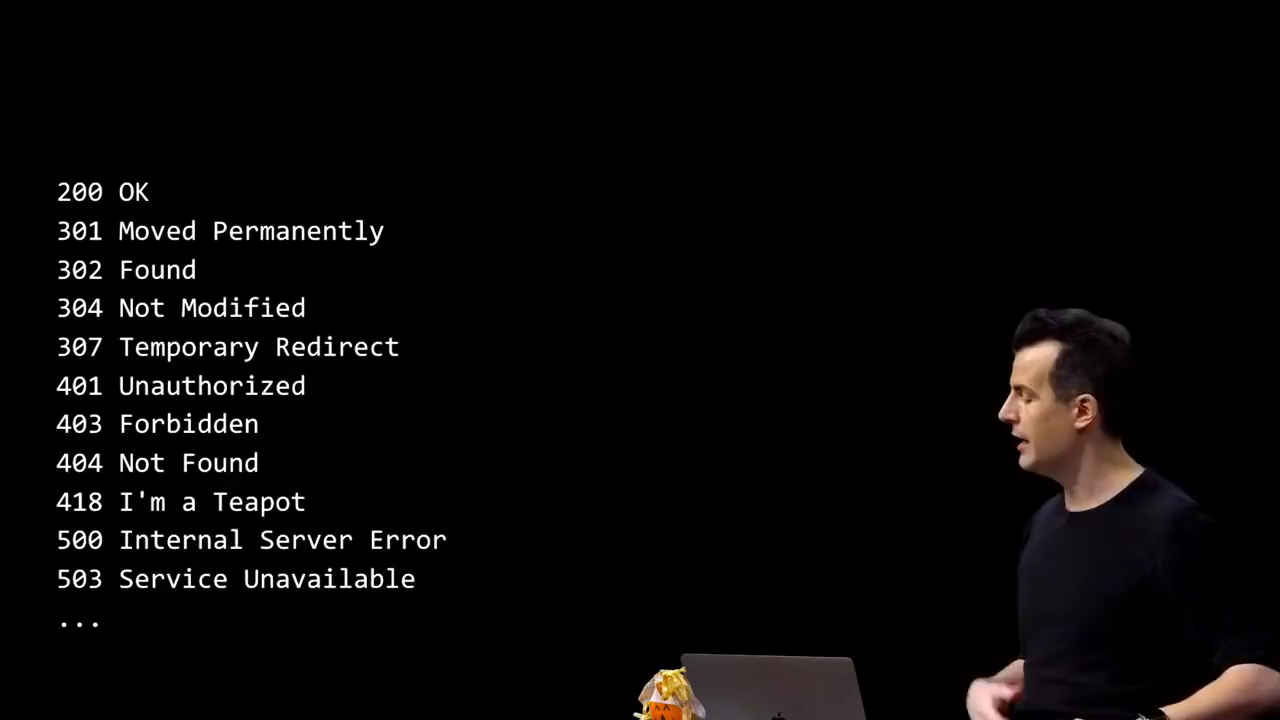 200 OK
301 Moved Permanently
302 Found
304 Not Modified
307 Temporary Redirect
401 Unauthorized
403 Forbidden
404 Not Found
418 I'm a Teapot
500 Internal Server Error
503 Service Unavailable
...